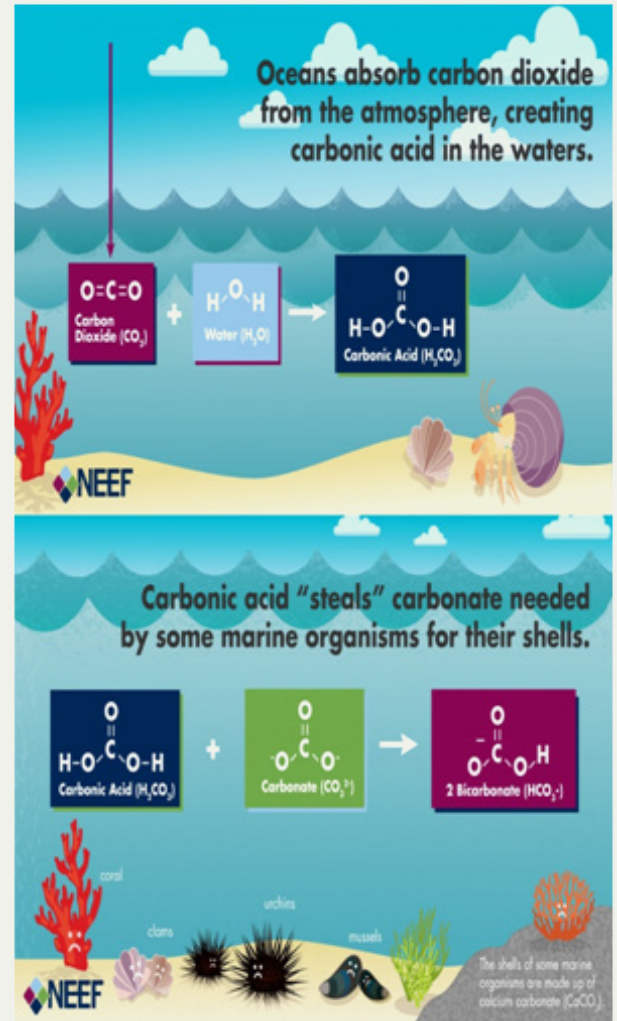 Oceans absorb carbon dioxide
from the atmosphere, creating
carbonic acid in the waters.
O=C=O
Carbon
Dioxide (CO₂)
+
H O H
Water (H₂O)
→
O
||
H-O C O-H
Carbonic Acid (H₂CO₃)
NEEF
Carbonic acid "steals" carbonate needed
by some marine organisms for their shells.
O
||
H-O C O-H
Carbonic Acid (H₂CO₃)
+
O
||
C
⁻O O⁻
Carbonate (CO₃²⁻)
→
O
||
⁻ C H
O O
2 Bicarbonate (HCO₃⁻)
coral
clams
urchins
mussels
The shells of some marine
organisms are made up of
calcium carbonate (CaCO₃).
NEEF